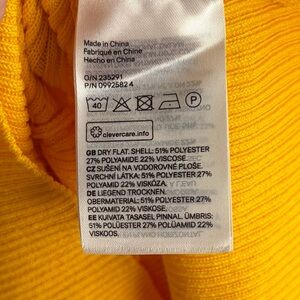 Made in China
Fabriqué en Chine
Hecho en China
O/N 235291
P/N 0992582 4
40
P
clevercare.info
GB DRY FLAT. SHELL: 51% POLYESTER
27% POLYAMIDE 22% VISCOSE.
CZ SUŠENÍ NA VODOROVNÉ PLOŠE.
SVRCHNÍ LÁTKA: 51% POLYESTER 27%
POLYAMID 22% VISKÓZA.
DE LIEGEND TROCKNEN.
OBERMATERIAL: 51% POLYESTER 27%
POLYAMID 22% VISKOSE.
EE KUIVATA TASASEL PINNAL. ÜMBRIS:
51% POLÜESTER 27% POLÜAMIID 22%
VISKOOS.